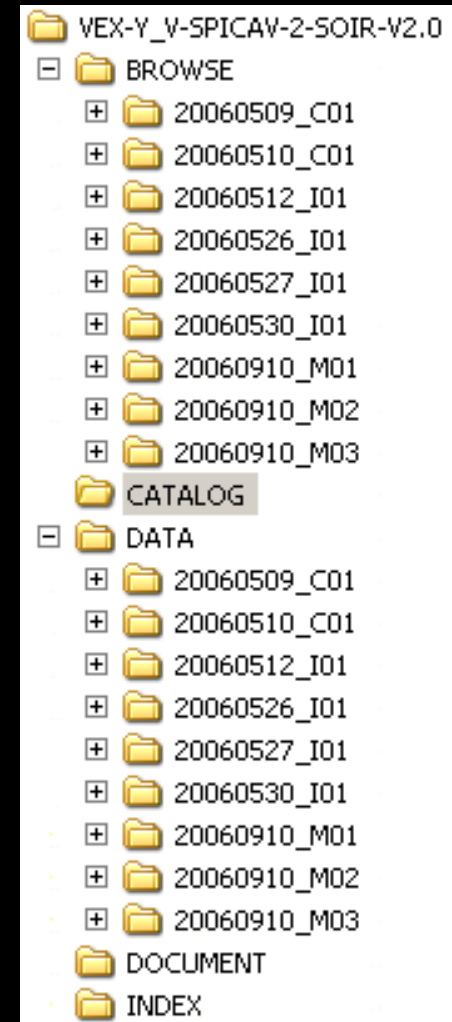 VEX-Y_V-SPICAV-2-SOIR-V2.0
BROWSE
20060509_C01
20060510_C01
20060512_I01
20060526_I01
20060527_I01
20060530_I01
20060910_M01
20060910_M02
20060910_M03
CATALOG
DATA
20060509_C01
20060510_C01
20060512_I01
20060526_I01
20060527_I01
20060530_I01
20060910_M01
20060910_M02
20060910_M03
DOCUMENT
INDEX